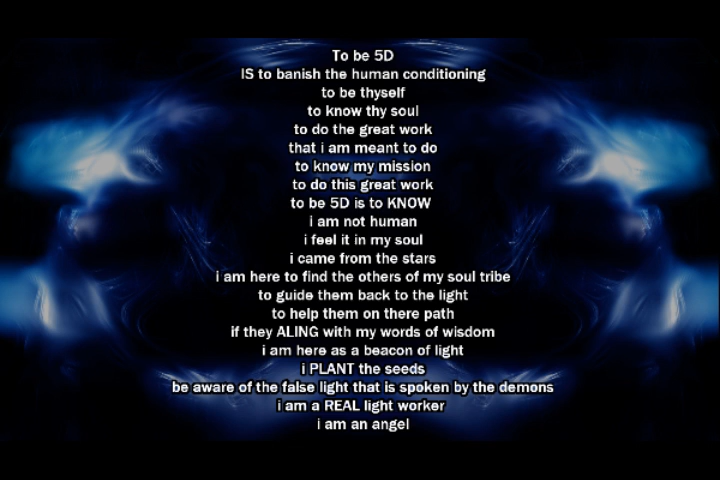 To be 5D
IS to banish the human conditioning
to be thyself
to know thy soul
to do the great work
that i am meant to do
to know my mission
to do this great work
to be 5D is to KNOW
i am not human
i feel it in my soul
i came from the stars
i am here to find the others of my soul tribe
to guide them back to the light
to help them on there path
if they ALING with my words of wisdom
i am here as a beacon of light
i PLANT the seeds
be aware of the false light that is spoken by the demons
i am a REAL light worker
i am an angel